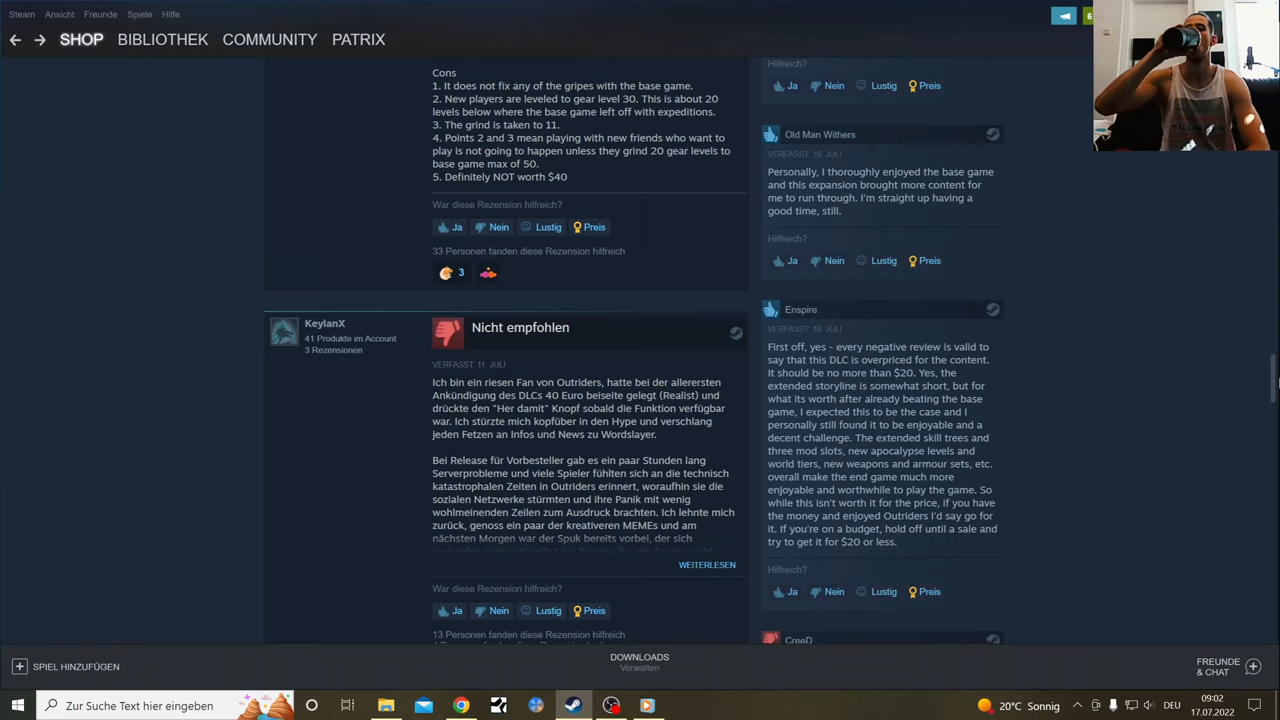 Steam Ansicht Freunde Spiele Hilfe
6
SHOP BIBLIOTHEK COMMUNITY PATRIX
Cons
1. It does not fix any of the gripes with the base game.
2. New players are leveled to gear level 30. This is about 20
levels below where the base game left off with expeditions.
3. The grind is taken to 11.
4. Points 2 and 3 mean playing with new friends who want to
play is not going to happen unless they grind 20 gear levels to
base game max of 50.
5. Definitely NOT worth $40
War diese Rezension hilfreich?
Ja Nein Lustig Preis
33 Personen fanden diese Rezension hilfreich
3
KeylanX
41 Produkte im Account
3 Rezensionen
Nicht empfohlen
VERFASST 11. JULI
Ich bin ein riesen Fan von Outriders, hatte bei der allerersten
Ankündigung des DLCs 40 Euro beiseite gelegt (Realist) und
drückte den "Her damit" Knopf sobald die Funktion verfügbar
war. Ich stürzte mich kopfüber in den Hype und verschlang
jeden Fetzen an Infos und News zu Wordslayer.
Bei Release für Vorbesteller gab es ein paar Stunden lang
Serverprobleme und viele Spieler fühlten sich an die technisch
katastrophalen Zeiten in Outriders erinnert, woraufhin sie die
sozialen Netzwerke stürmten und ihre Panik mit wenig
wohlmeinenden Zeilen zum Ausdruck brachten. Ich lehnte mich
zurück, genoss ein paar der kreativeren MEMEs und am
nächsten Morgen war der Spuk bereits vorbei, der sich
WEITERLESEN
War diese Rezension hilfreich?
Ja Nein Lustig Preis
13 Personen fanden diese Rezension hilfreich
Hilfreich?
Ja Nein Lustig Preis
Old Man Withers
VERFASST 16. JULI
Personally, I thoroughly enjoyed the base game
and this expansion brought more content for
me to run through. I'm straight up having a
good time, still.
Hilfreich?
Ja Nein Lustig Preis
Enspire
VERFASST 16. JULI
First off, yes - every negative review is valid to
say that this DLC is overpriced for the content.
It should be no more than $20. Yes, the
extended storyline is somewhat short, but for
what its worth after already beating the base
game, I expected this to be the case and I
personally still found it to be enjoyable and a
decent challenge. The extended skill trees and
three mod slots, new apocalypse levels and
world tiers, new weapons and armour sets, etc.
overall make the end game much more
enjoyable and worthwhile to play the game. So
while this isn't worth it for the price, if you have
the money and enjoyed Outriders I'd say go for
it. If you're on a budget, hold off until a sale and
try to get it for $20 or less.
Hilfreich?
Ja Nein Lustig Preis
CreeD
SPIEL HINZUFÜGEN
DOWNLOADS
Verwalten
FREUNDE
& CHAT
Zur Suche Text hier eingeben
20°C Sonnig
DEU
09:02
17.07.2022